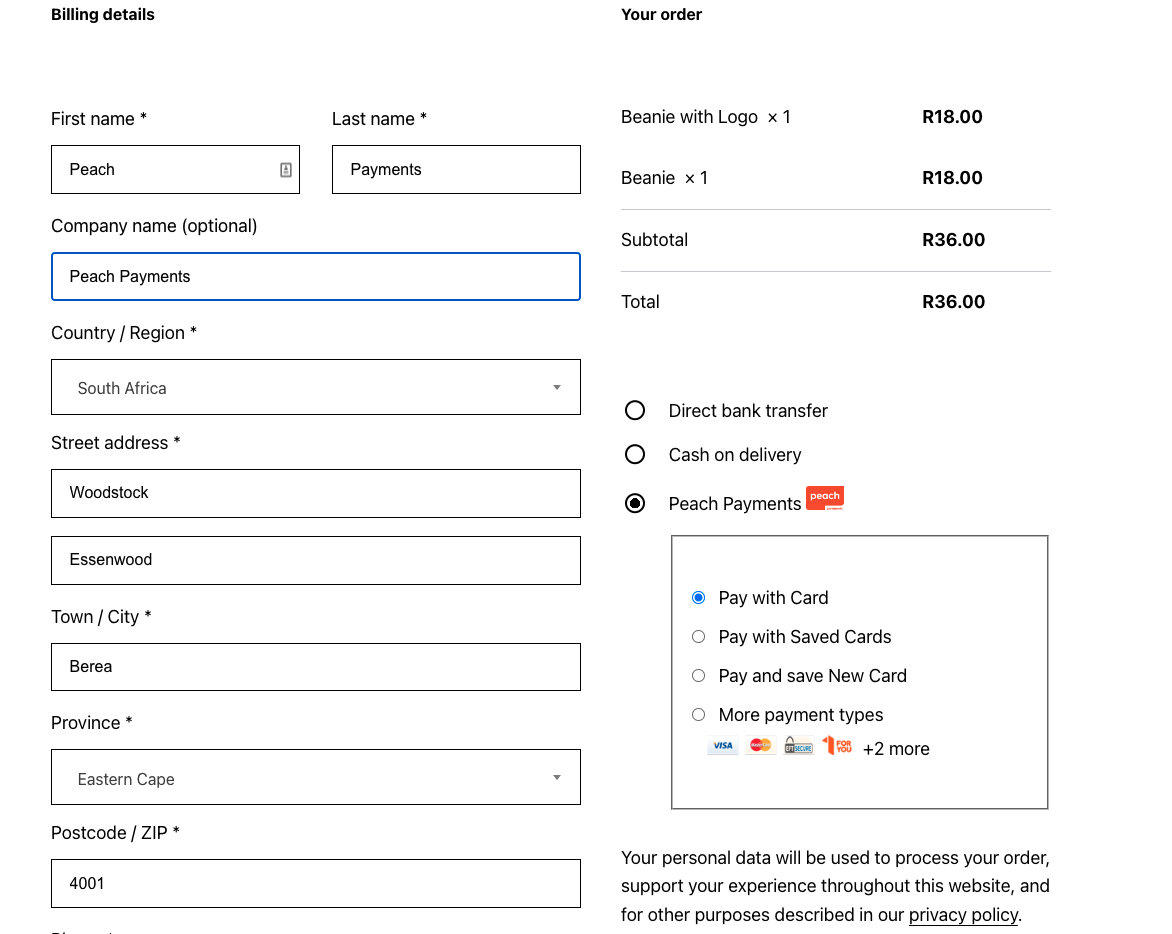 Billing details
First name *
Last name *
Peach
Payments
Company name (optional)
Peach Payments
Country / Region *
South Africa
Street address *
Woodstock
Essenwood
Town / City *
Berea
Province *
Eastern Cape
Postcode / ZIP *
4001
Your order
Beanie with Logo × 1 R18.00
Beanie × 1 R18.00
Subtotal R36.00
Total R36.00
Direct bank transfer
Cash on delivery
Peach Payments peach
Pay with Card
Pay with Saved Cards
Pay and save New Card
More payment types
VISA MasterCard EFT SECURE 1 FOR YOU +2 more
Your personal data will be used to process your order,
support your experience throughout this website, and
for other purposes described in our privacy policy.